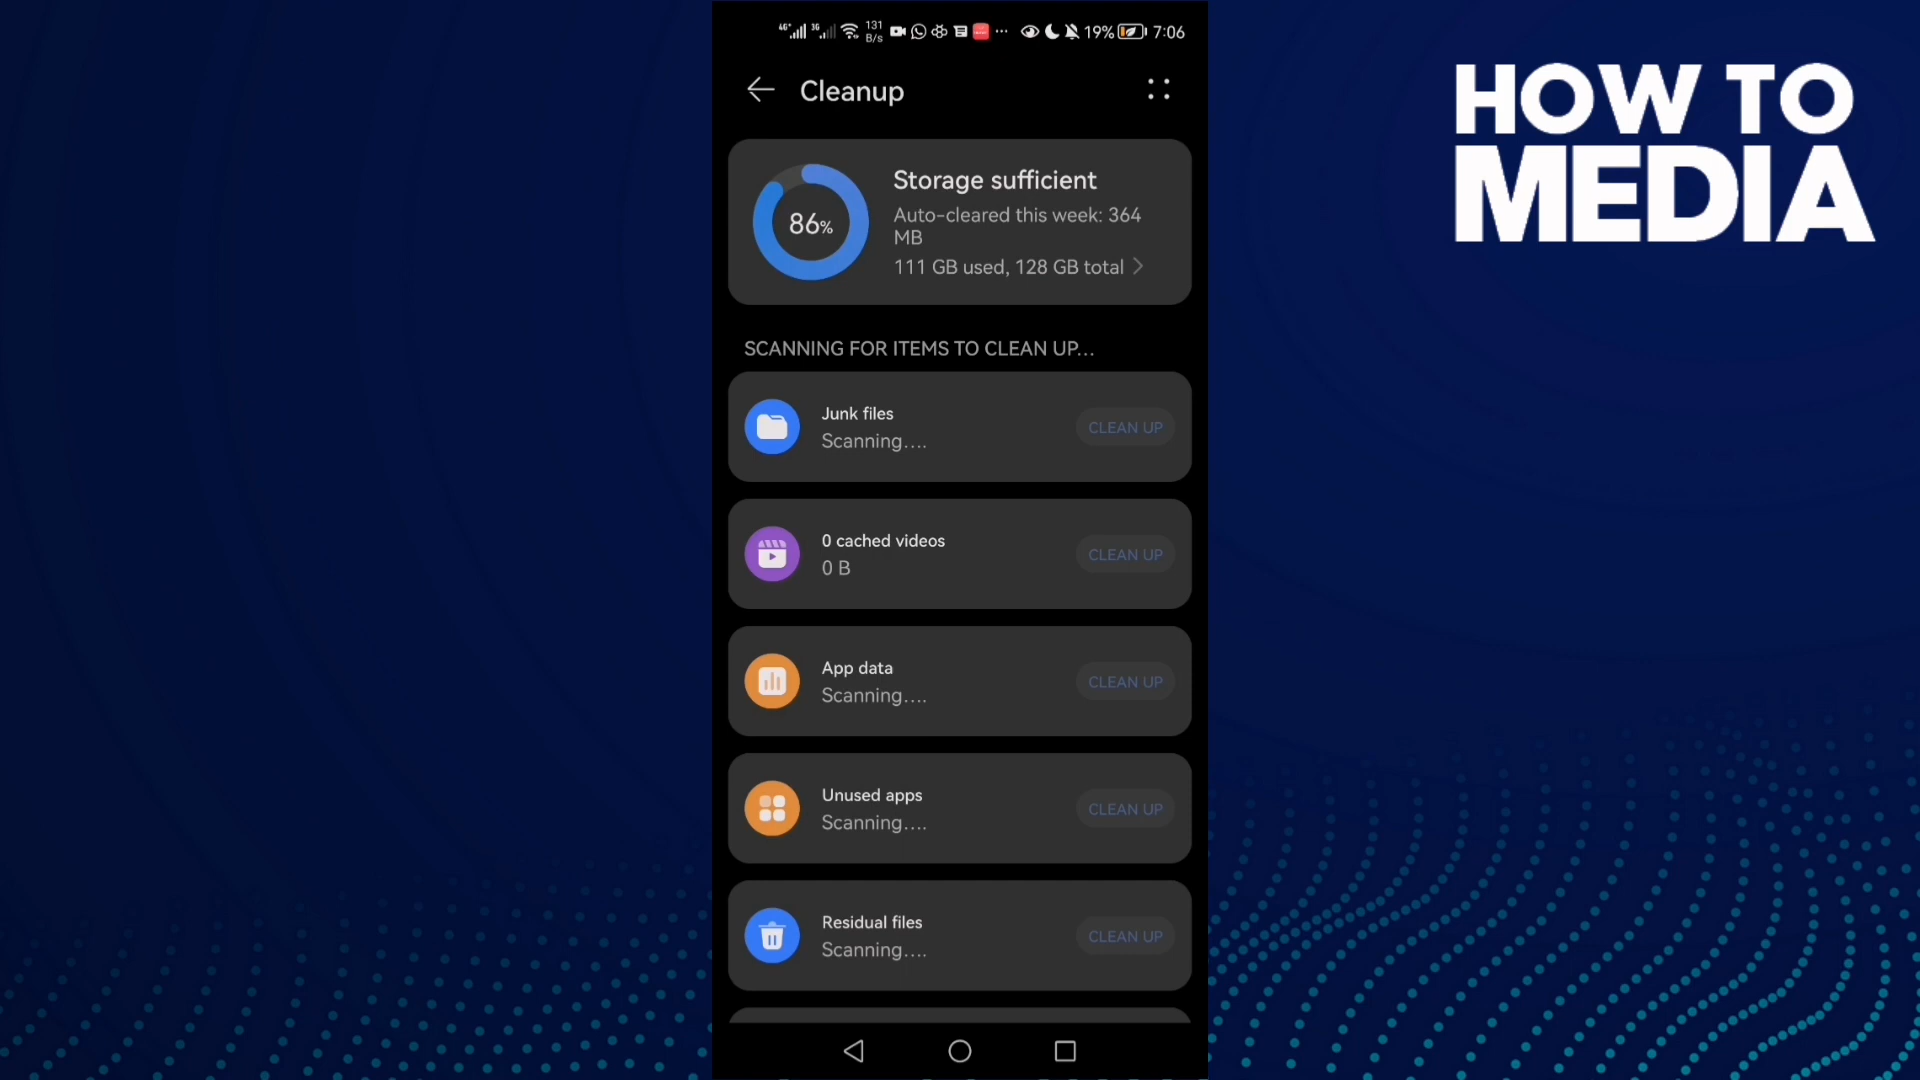 4G+ 3G 131 B/s 19% 7:06
Cleanup
HOW TO
MEDIA
86%
Storage sufficient
Auto-cleared this week: 364
MB
111 GB used, 128 GB total
SCANNING FOR ITEMS TO CLEAN UP...
Junk files
Scanning....
CLEAN UP
0 cached videos
0 B
CLEAN UP
App data
Scanning....
CLEAN UP
Unused apps
Scanning....
CLEAN UP
Residual files
Scanning....
CLEAN UP